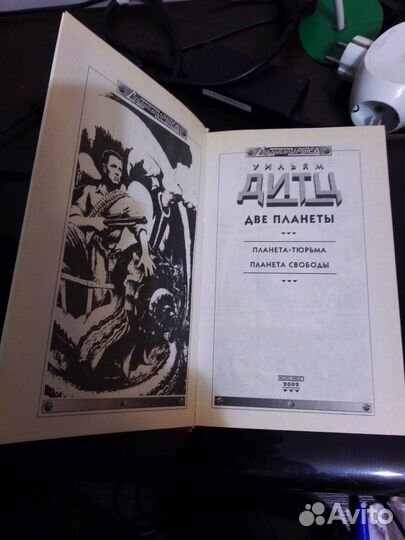 УИЛЬЯМ
ДИТЦ
ДВЕ ПЛАНЕТЫ
ПЛАНЕТА-ТЮРЬМА
ПЛАНЕТА СВОБОДЫ
2002
Avito